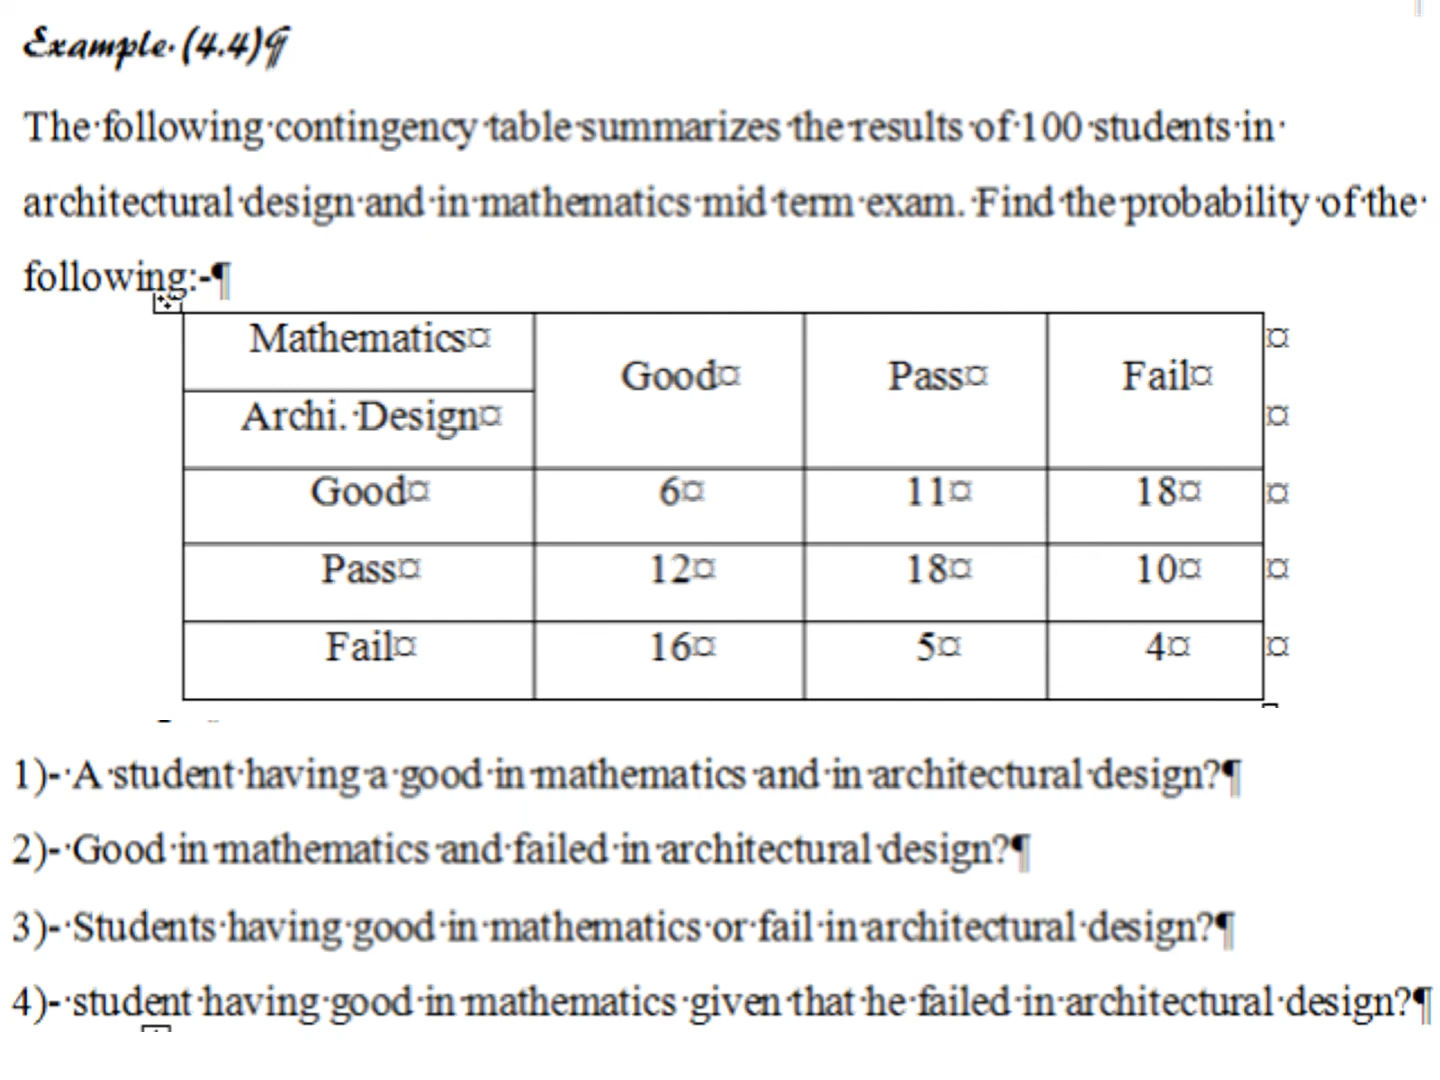 Example (4.4)¶
The following contingency table summarizes the results of 100 students in
architectural design and in mathematics mid term exam. Find the probability of the
following:-¶
Mathematics¤ Good¤ Pass¤ Fail¤ ¤
Archi. Design¤ ¤
Good¤ 6¤ 11¤ 18¤ ¤
Pass¤ 12¤ 18¤ 10¤ ¤
Fail¤ 16¤ 5¤ 4¤ ¤
1)- A student having a good in mathematics and in architectural design?¶
2)- Good in mathematics and failed in architectural design?¶
3)- Students having good in mathematics or fail in architectural design?¶
4)- student having good in mathematics given that he failed in architectural design?¶